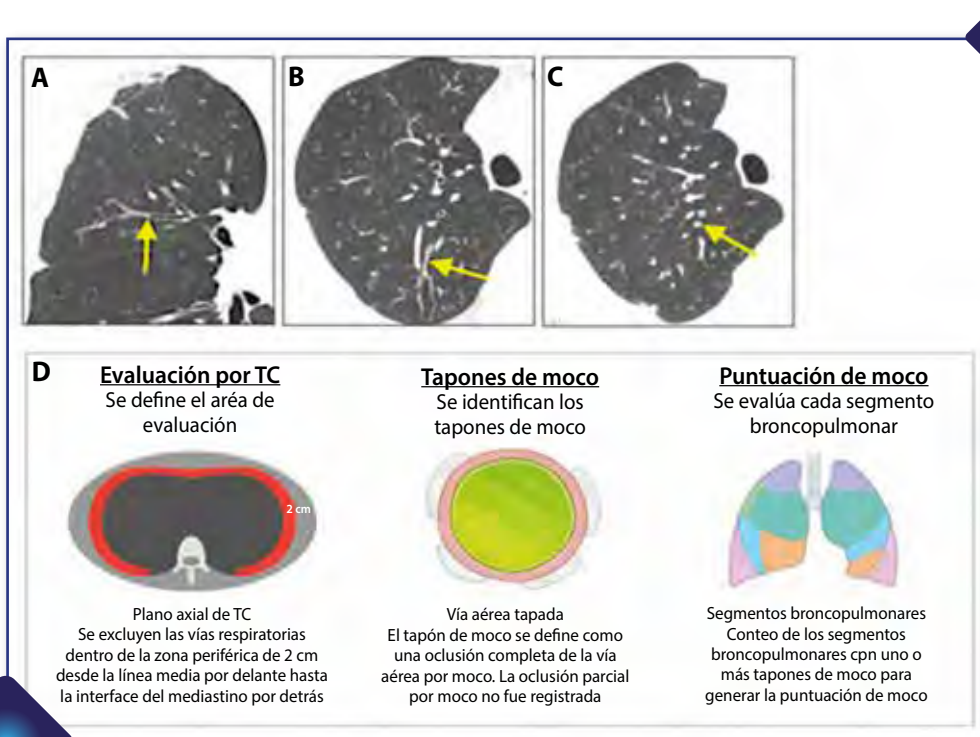 A
B
C
D
Evaluación por TC
Se define el aréa de
evaluación
2 cm
Plano axial de TC
Se excluyen las vías respiratorias
dentro de la zona periférica de 2 cm
desde la línea media por delante hasta
la interface del mediastino por detrás
Tapones de moco
Se identifican los
tapones de moco
Vía aérea tapada
El tapón de moco se define como
una oclusión completa de la vía
aérea por moco. La oclusión parcial
por moco no fue registrada
Puntuación de moco
Se evalúa cada segmento
broncopulmonar
Segmentos broncopulmonares
Conteo de los segmentos
broncopulmonares cpn uno o
más tapones de moco para
generar la puntuación de moco